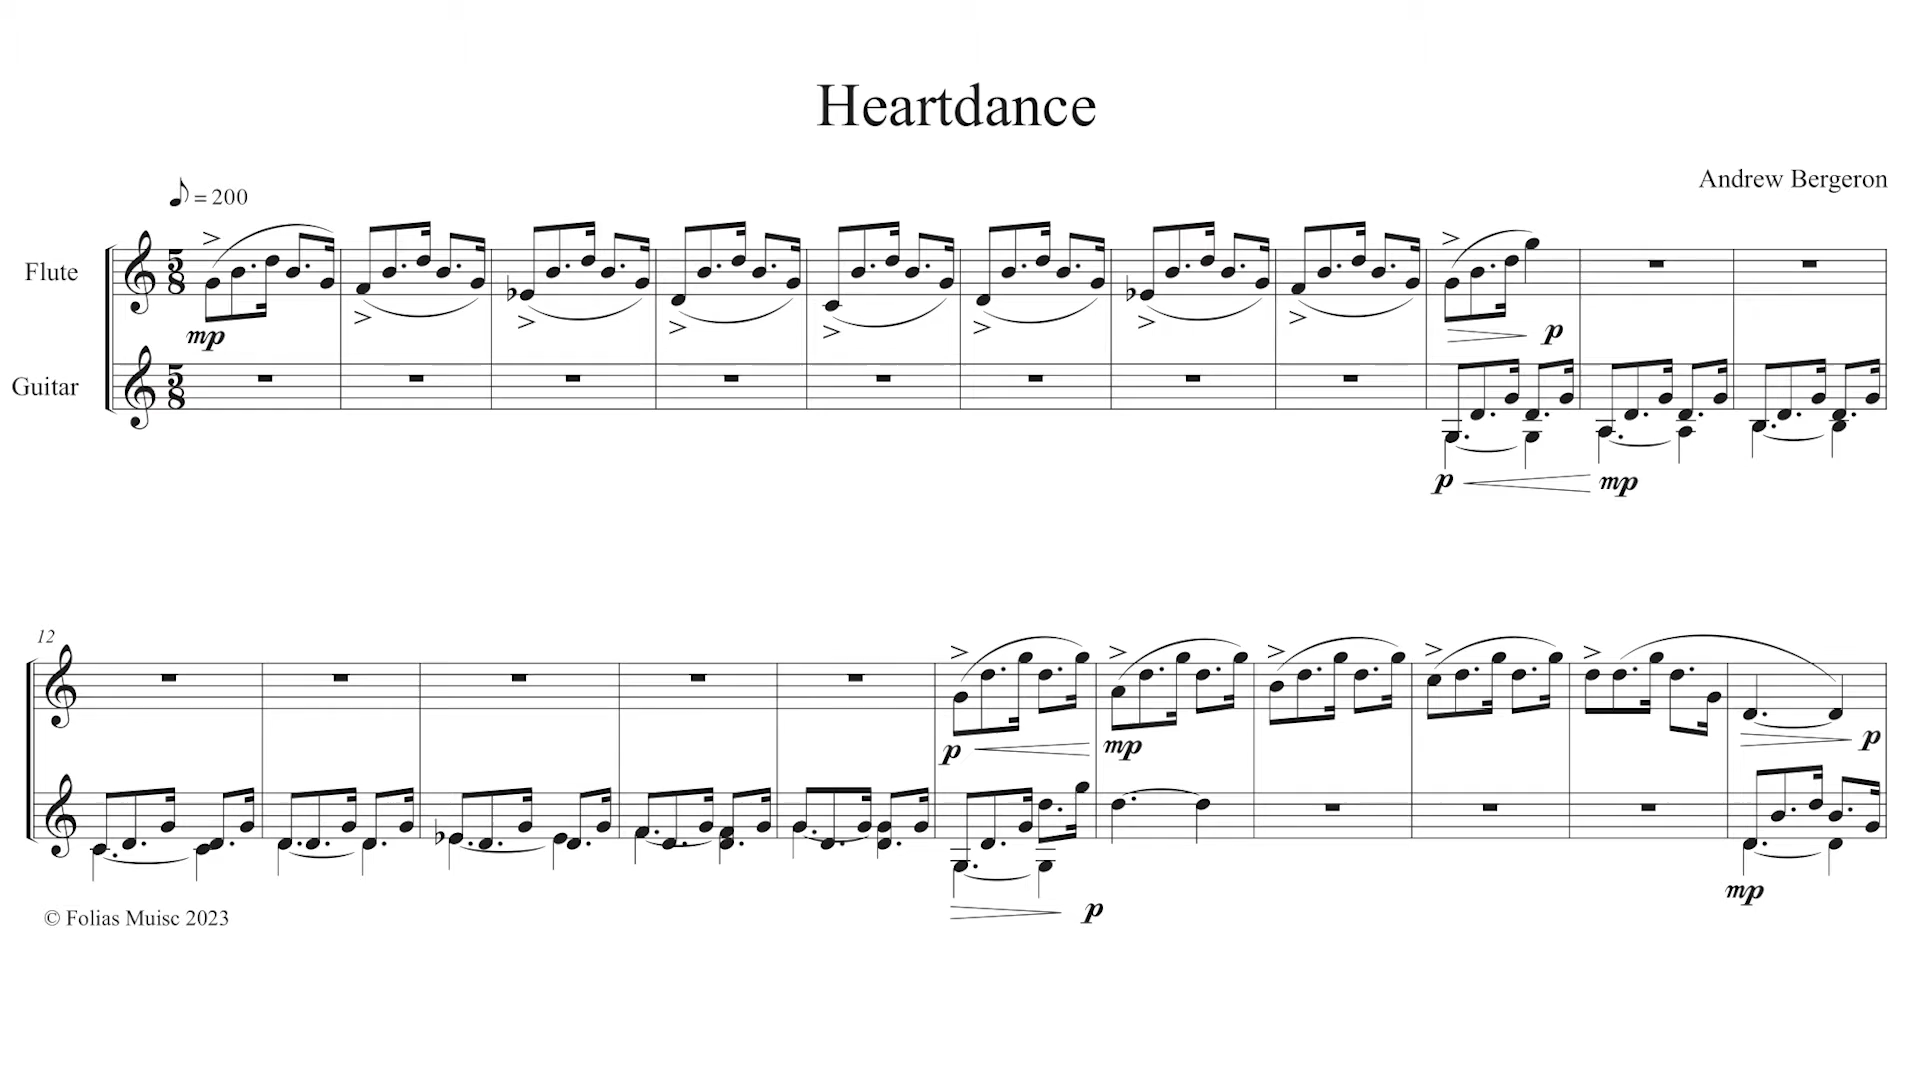 Heartdance
Andrew Bergeron
= 200
Flute
mp
p
Guitar
p mp
12
p mp p
p mp
© Folias Muisc 2023